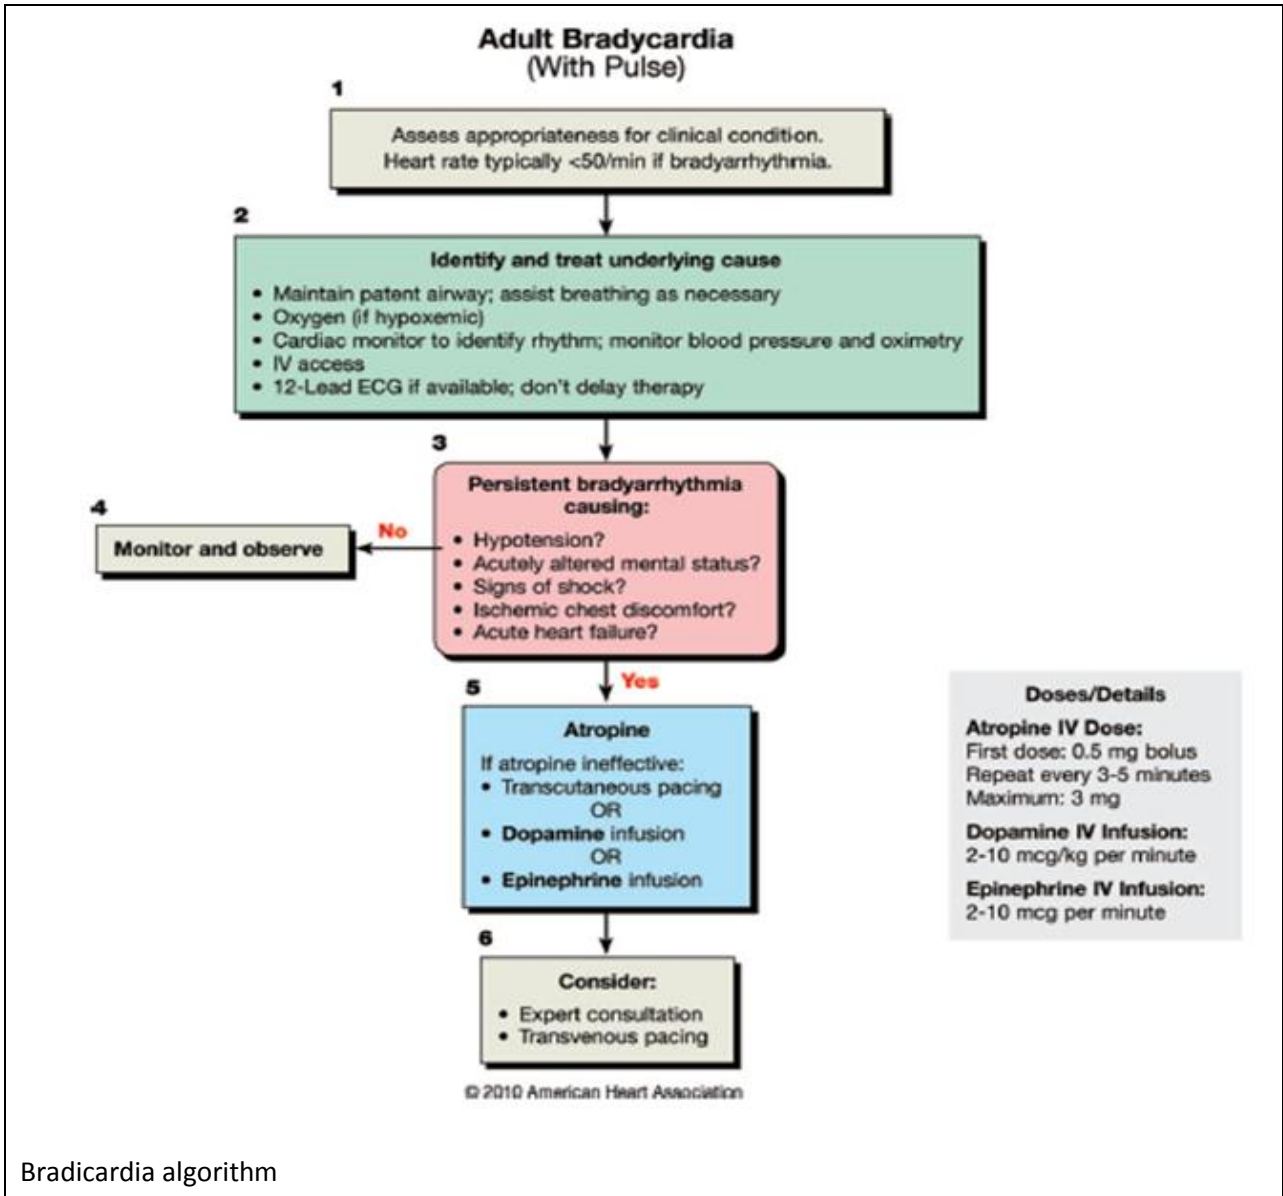 Adult Bradycardia
(With Pulse)
1
Assess appropriateness for clinical condition.
Heart rate typically <50/min if bradyarrhythmia.
2
Identify and treat underlying cause
• Maintain patent airway; assist breathing as necessary
• Oxygen (if hypoxemic)
• Cardiac monitor to identify rhythm; monitor blood pressure and oximetry
• IV access
• 12-Lead ECG if available; don't delay therapy
3
Persistent bradyarrhythmia
causing:
• Hypotension?
• Acutely altered mental status?
• Signs of shock?
• Ischemic chest discomfort?
• Acute heart failure?
4
No
Monitor and observe
Yes
5
Atropine
If atropine ineffective:
• Transcutaneous pacing
OR
• Dopamine infusion
OR
• Epinephrine infusion
Doses/Details
Atropine IV Dose:
First dose: 0.5 mg bolus
Repeat every 3-5 minutes
Maximum: 3 mg
Dopamine IV Infusion:
2-10 mcg/kg per minute
Epinephrine IV Infusion:
2-10 mcg per minute
6
Consider:
• Expert consultation
• Transvenous pacing
© 2010 American Heart Association
Bradicardia algorithm